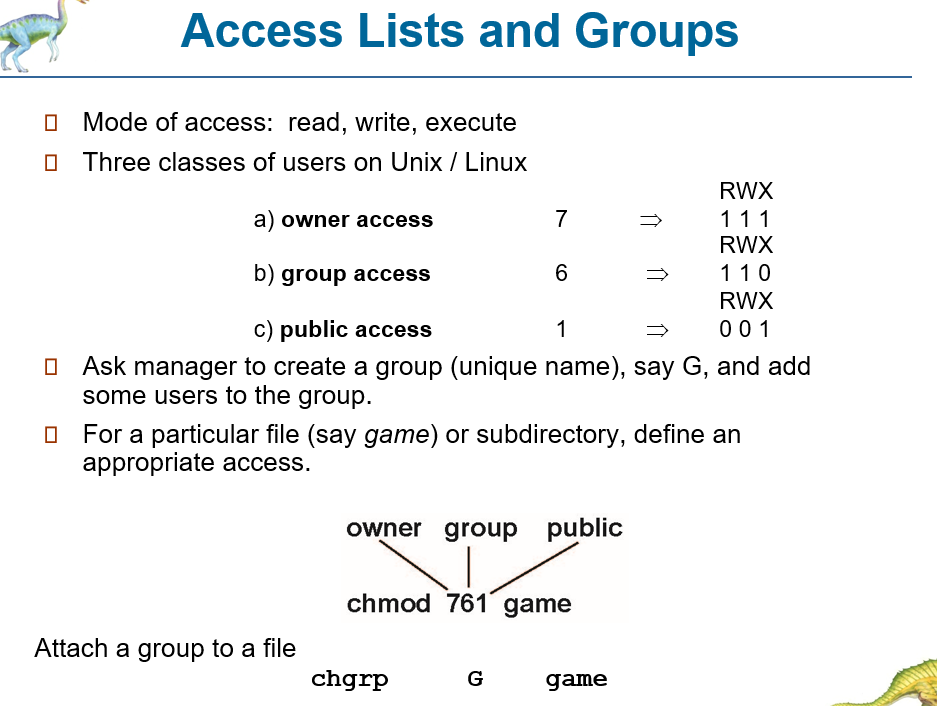 Access Lists and Groups
Mode of access: read, write, execute
Three classes of users on Unix / Linux
RWX
a) owner access 7 ⇒ 1 1 1
RWX
b) group access 6 ⇒ 1 1 0
RWX
c) public access 1 ⇒ 0 0 1
Ask manager to create a group (unique name), say G, and add
some users to the group.
For a particular file (say game) or subdirectory, define an
appropriate access.
owner group public
chmod 761 game
Attach a group to a file
chgrp G game